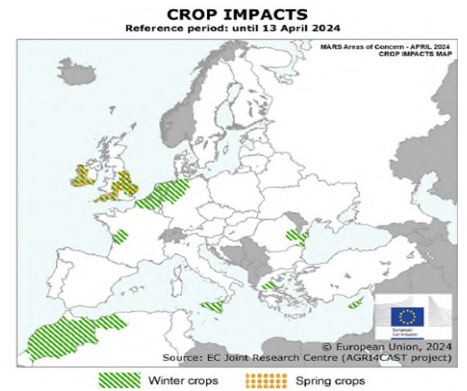 CROP IMPACTS
Reference period: until 13 April 2024
MARS Areas of Concern - APRIL 2024
CROP IMPACTS MAP
European
Commission
© European Union, 2024
Source: EC Joint Research Centre (AGRI4CAST project)
Winter crops
Spring crops